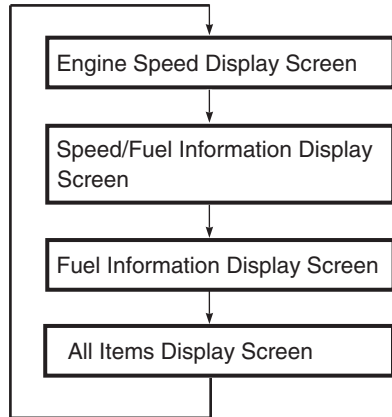 Engine Speed Display Screen
Speed/Fuel Information Display
Screen
Fuel Information Display Screen
All Items Display Screen